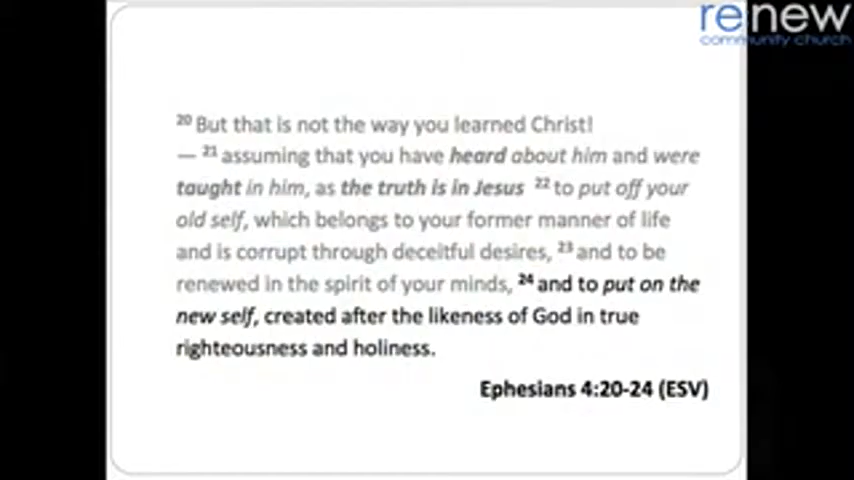 renew
community church
20 But that is not the way you learned Christ!
— 21 assuming that you have heard about him and were
taught in him, as the truth is in Jesus 22 to put off your
old self, which belongs to your former manner of life
and is corrupt through deceitful desires, 23 and to be
renewed in the spirit of your minds, 24 and to put on the
new self, created after the likeness of God in true
righteousness and holiness.
Ephesians 4:20-24 (ESV)